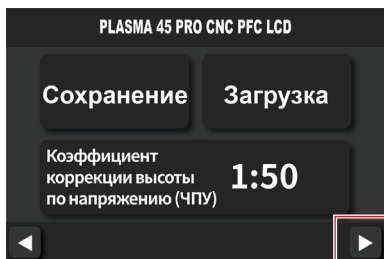 PLASMA 45 PRO CNC PFC LCD
Сохранение
Загрузка
Коэффициент
коррекции высоты
по напряжению (ЧПУ)
1:50